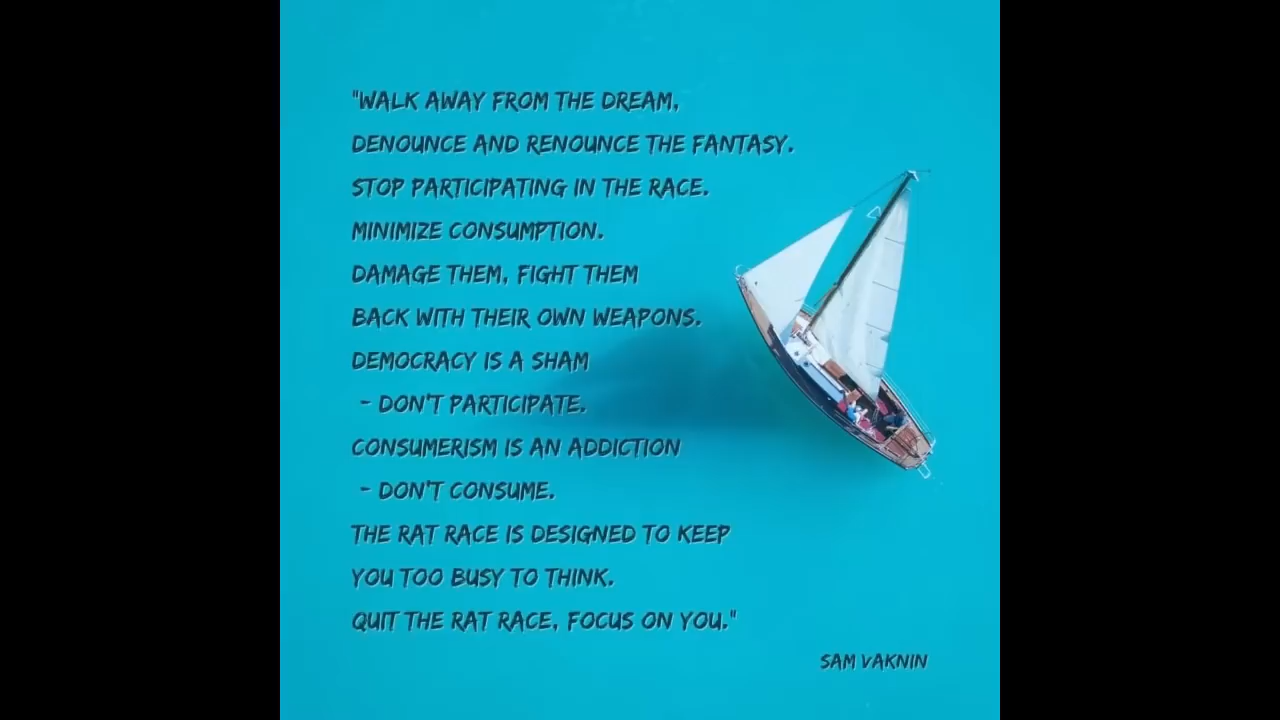 "WALK AWAY FROM THE DREAM,
DENOUNCE AND RENOUNCE THE FANTASY.
STOP PARTICIPATING IN THE RACE.
MINIMIZE CONSUMPTION.
DAMAGE THEM, FIGHT THEM
BACK WITH THEIR OWN WEAPONS.
DEMOCRACY IS A SHAM
- DON'T PARTICIPATE.
CONSUMERISM IS AN ADDICTION
- DON'T CONSUME.
THE RAT RACE IS DESIGNED TO KEEP
YOU TOO BUSY TO THINK.
QUIT THE RAT RACE, FOCUS ON YOU."
SAM VAKNIN